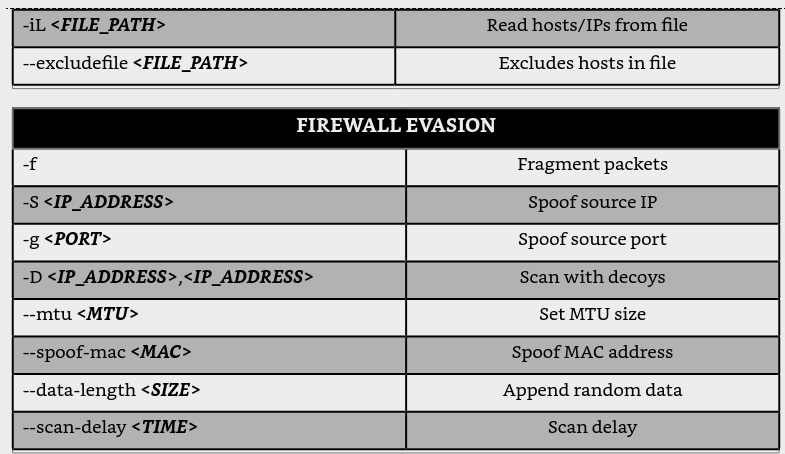 -iL <FILE_PATH> Read hosts/IPs from file
--excludefile <FILE_PATH> Excludes hosts in file
FIREWALL EVASION
-f Fragment packets
-S <IP_ADDRESS> Spoof source IP
-g <PORT> Spoof source port
-D <IP_ADDRESS>,<IP_ADDRESS> Scan with decoys
--mtu <MTU> Set MTU size
--spoof-mac <MAC> Spoof MAC address
--data-length <SIZE> Append random data
--scan-delay <TIME> Scan delay